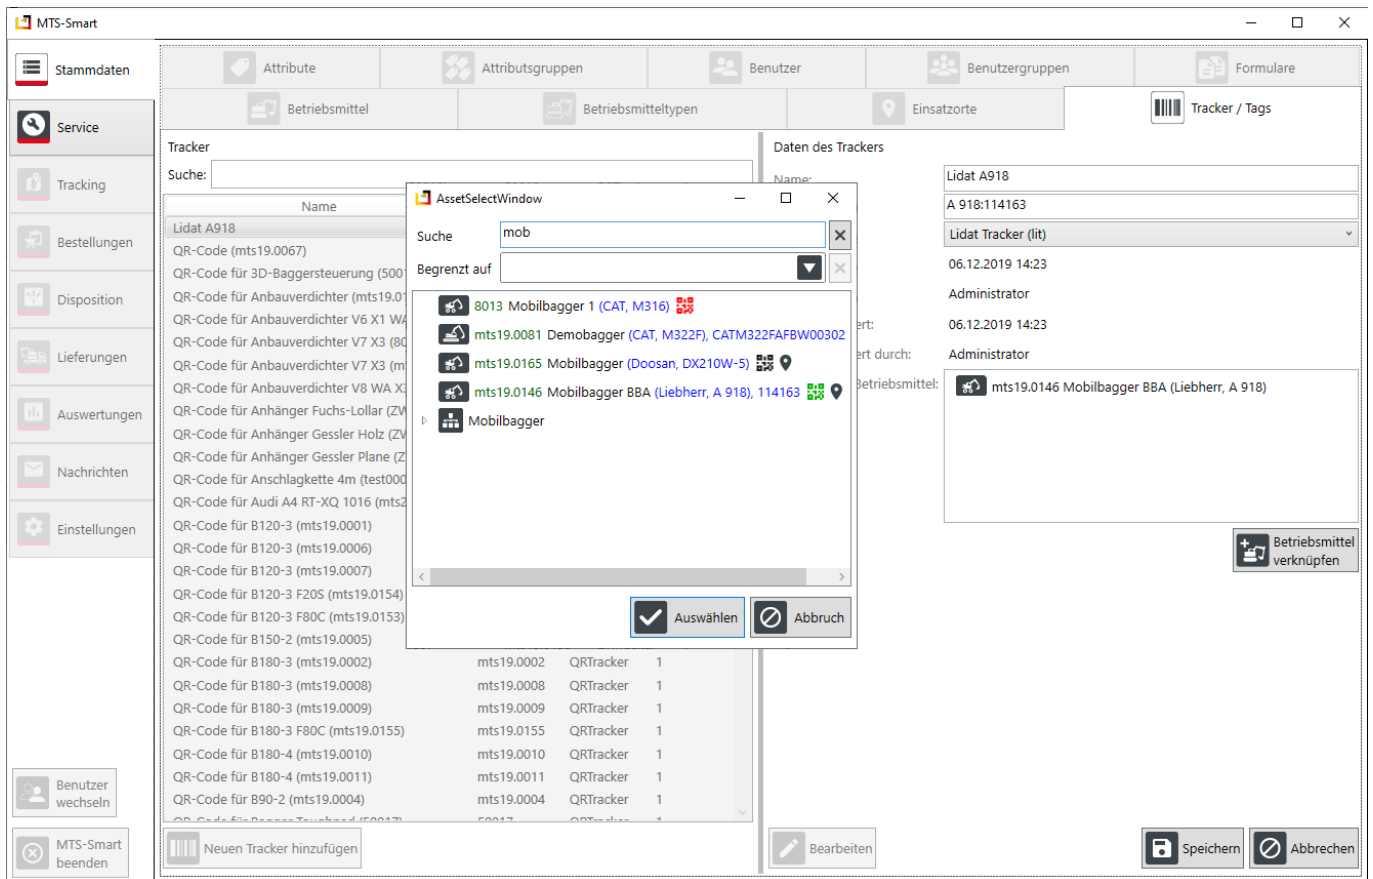 MTS-Smart
Stammdaten
Service
Tracking
Bestellungen
Disposition
Lieferungen
Auswertungen
Nachrichten
Einstellungen
Benutzer
wechseln
MTS-Smart
beenden
Attribute
Attributsgruppen
Benutzer
Benutzergruppen
Formulare
Betriebsmittel
Betriebsmitteltypen
Einsatzorte
Tracker / Tags
Tracker
Suche:
Name
Lidat A918
QR-Code (mts19.0067)
QR-Code für 3D-Baggersteuerung (5001
QR-Code für Anbauverdichter (mts19.01
QR-Code für Anbauverdichter V6 X1 WA
QR-Code für Anbauverdichter V7 X3 (80
QR-Code für Anbauverdichter V7 X3 (m
QR-Code für Anbauverdichter V8 WA X3
QR-Code für Anhänger Fuchs-Lollar (ZW
QR-Code für Anhänger Gessler Holz (ZV
QR-Code für Anhänger Gessler Plane (Z
QR-Code für Anschlagkette 4m (test000
QR-Code für Audi A4 RT-XQ 1016 (mts2
QR-Code für B120-3 (mts19.0001)
QR-Code für B120-3 (mts19.0006)
QR-Code für B120-3 (mts19.0007)
QR-Code für B120-3 F20S (mts19.0154)
QR-Code für B120-3 F80C (mts19.0153)
QR-Code für B150-2 (mts19.0005)
QR-Code für B180-3 (mts19.0002) mts19.0002 QRTracker 1
QR-Code für B180-3 (mts19.0008) mts19.0008 QRTracker 1
QR-Code für B180-3 (mts19.0009) mts19.0009 QRTracker 1
QR-Code für B180-3 F80C (mts19.0155) mts19.0155 QRTracker 1
QR-Code für B180-4 (mts19.0010) mts19.0010 QRTracker 1
QR-Code für B180-4 (mts19.0011) mts19.0011 QRTracker 1
QR-Code für B90-2 (mts19.0004) mts19.0004 QRTracker 1
Neuen Tracker hinzufügen
AssetSelectWindow
Suche mob
Begrenzt auf
8013 Mobilbagger 1 (CAT, M316)
mts19.0081 Demobagger (CAT, M322F), CATM322FAFBW00302
mts19.0165 Mobilbagger (Doosan, DX210W-5)
mts19.0146 Mobilbagger BBA (Liebherr, A 918), 114163
Mobilbagger
Auswählen
Abbruch
Daten des Trackers
Name: Lidat A918
A 918:114163
Lidat Tracker (lit)
06.12.2019 14:23
Administrator
ert: 06.12.2019 14:23
ert durch: Administrator
Betriebsmittel: mts19.0146 Mobilbagger BBA (Liebherr, A 918)
Betriebsmittel
verknüpfen
Bearbeiten
Speichern
Abbrechen